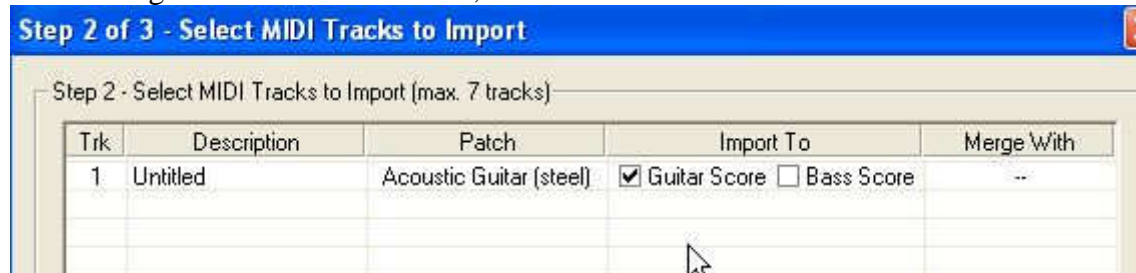 Step 2 of 3 - Select MIDI Tracks to Import
Step 2 - Select MIDI Tracks to Import (max. 7 tracks)
Trk Description Patch Import To Merge With
1 Untitled Acoustic Guitar (steel) Guitar Score Bass Score --